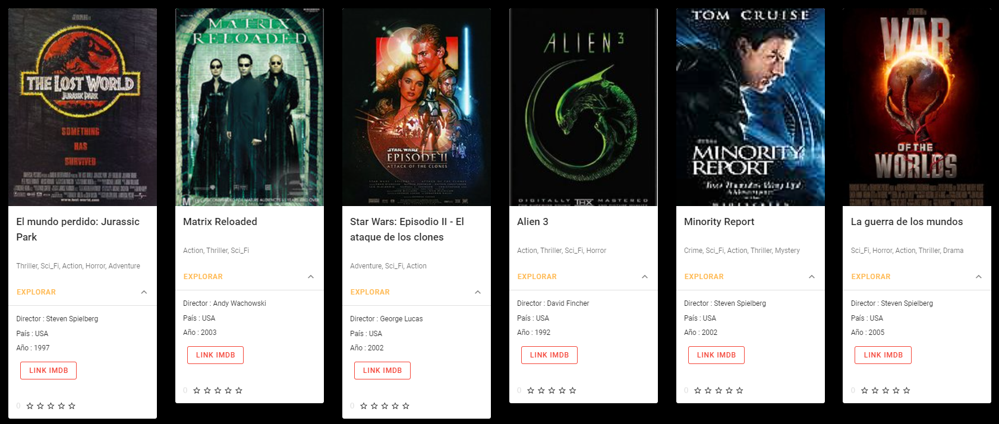 THE LOST WORLD
JURASSIC PARK
SOMETHING
HAS
SURVIVED
www.lost-world.com
El mundo perdido: Jurassic
Park
Thriller, Sci_Fi, Action, Horror, Adventure
EXPLORAR
Director : Steven Spielberg
País : USA
Año : 1997
LINK IMDB
0
MATRIX
RELOADED
M
Matrix Reloaded
Action, Thriller, Sci_Fi
EXPLORAR
Director : Andy Wachowski
País : USA
Año : 2003
LINK IMDB
0
STAR WARS
EPISODE II
ATTACK OF THE CLONES
Star Wars: Episodio II - El
ataque de los clones
Adventure, Sci_Fi, Action
EXPLORAR
Director : George Lucas
País : USA
Año : 2002
LINK IMDB
0
ALIEN 3
DIGITALLY THX MASTERED
Alien 3
Action, Thriller, Sci_Fi, Horror
EXPLORAR
Director : David Fincher
País : USA
Año : 1992
LINK IMDB
0
TOM CRUISE
MINORITY
REPORT
Minority Report
Crime, Sci_Fi, Action, Thriller, Mystery
EXPLORAR
Director : Steven Spielberg
País : USA
Año : 2002
LINK IMDB
0
WAR
OF THE
WORLDS
La guerra de los mundos
Sci_Fi, Horror, Action, Thriller, Drama
EXPLORAR
Director : Steven Spielberg
País : USA
Año : 2005
LINK IMDB
0